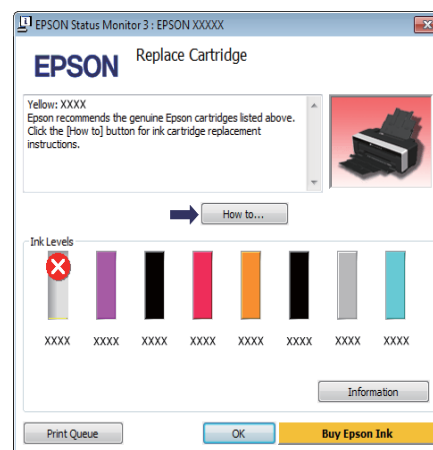 EPSON Status Monitor 3 : EPSON XXXXX
EPSON
Replace Cartridge
Yellow: XXXX
Epson recommends the genuine Epson cartridges listed above.
Click the [How to] button for ink cartridge replacement
instructions.
How to...
Ink Levels
XXXX XXXX XXXX XXXX XXXX XXXX XXXX XXXX
Information
Print Queue OK Buy Epson Ink